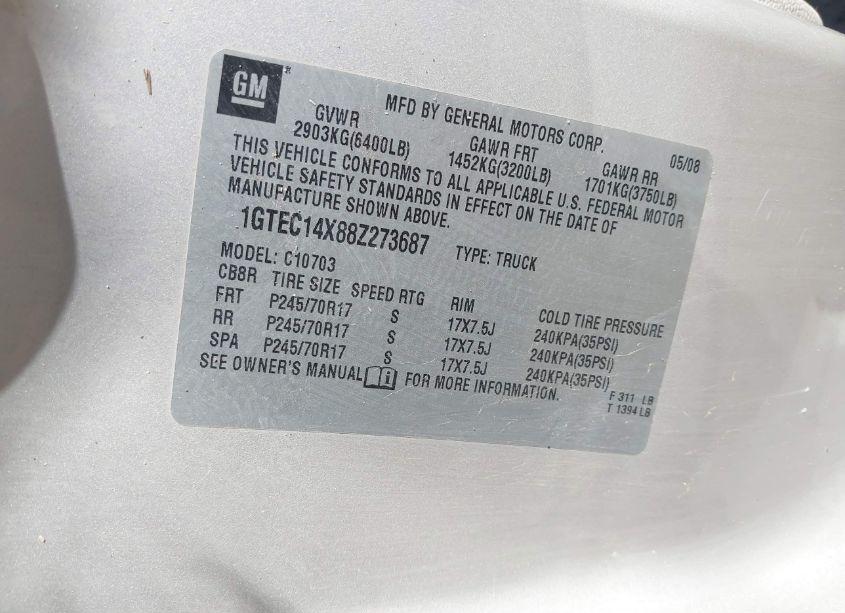 GM
MFD BY GENERAL MOTORS CORP. 05/08
GVWR GAWR FRT GAWR RR
2903KG(6400LB) 1452KG(3200LB) 1701KG(3750LB)
THIS VEHICLE CONFORMS TO ALL APPLICABLE U.S. FEDERAL MOTOR
VEHICLE SAFETY STANDARDS IN EFFECT ON THE DATE OF
MANUFACTURE SHOWN ABOVE.
1GTEC14X88Z273687 TYPE: TRUCK
MODEL: C10703
CB8R TIRE SIZE SPEED RTG RIM COLD TIRE PRESSURE
FRT P245/70R17 S 17X7.5J 240KPA(35PSI)
RR P245/70R17 S 17X7.5J 240KPA(35PSI)
SPA P245/70R17 S 17X7.5J 240KPA(35PSI)
SEE OWNER'S MANUAL i FOR MORE INFORMATION.
F 311 LB
T 1394 LB